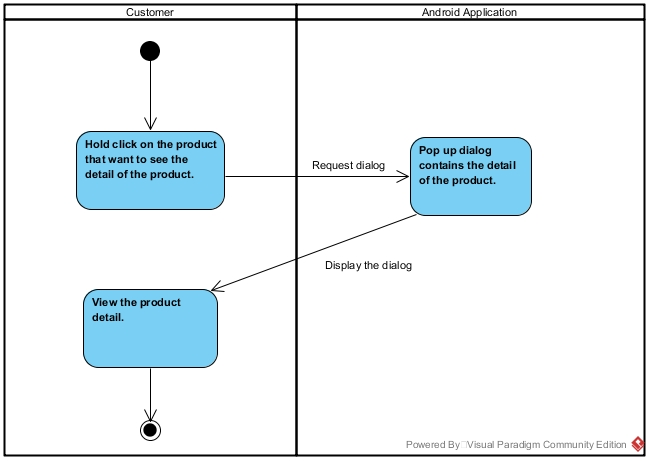 Customer
Android Application
Hold click on the product
that want to see the
detail of the product.
Request dialog
Pop up dialog
contains the detail
of the product.
Display the dialog
View the product
detail.
Powered By Visual Paradigm Community Edition